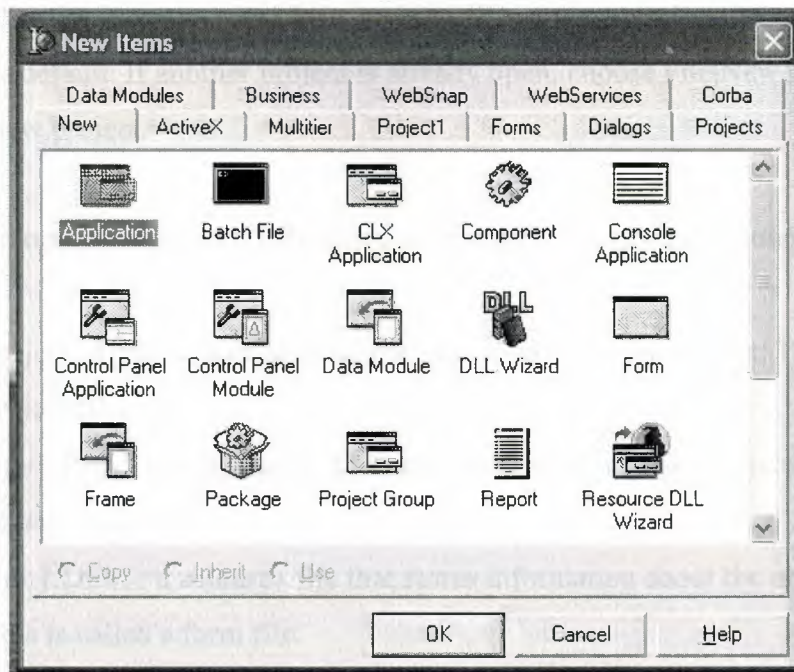 New Items
Data Modules Business WebSnap WebServices Corba
New ActiveX Multitier Project1 Forms Dialogs Projects
Application Batch File CLX Application Component Console Application
Control Panel Application Control Panel Module Data Module DLL Wizard Form
DLL
Frame Package Project Group Report Resource DLL Wizard
Copy Inherit Use
OK Cancel Help